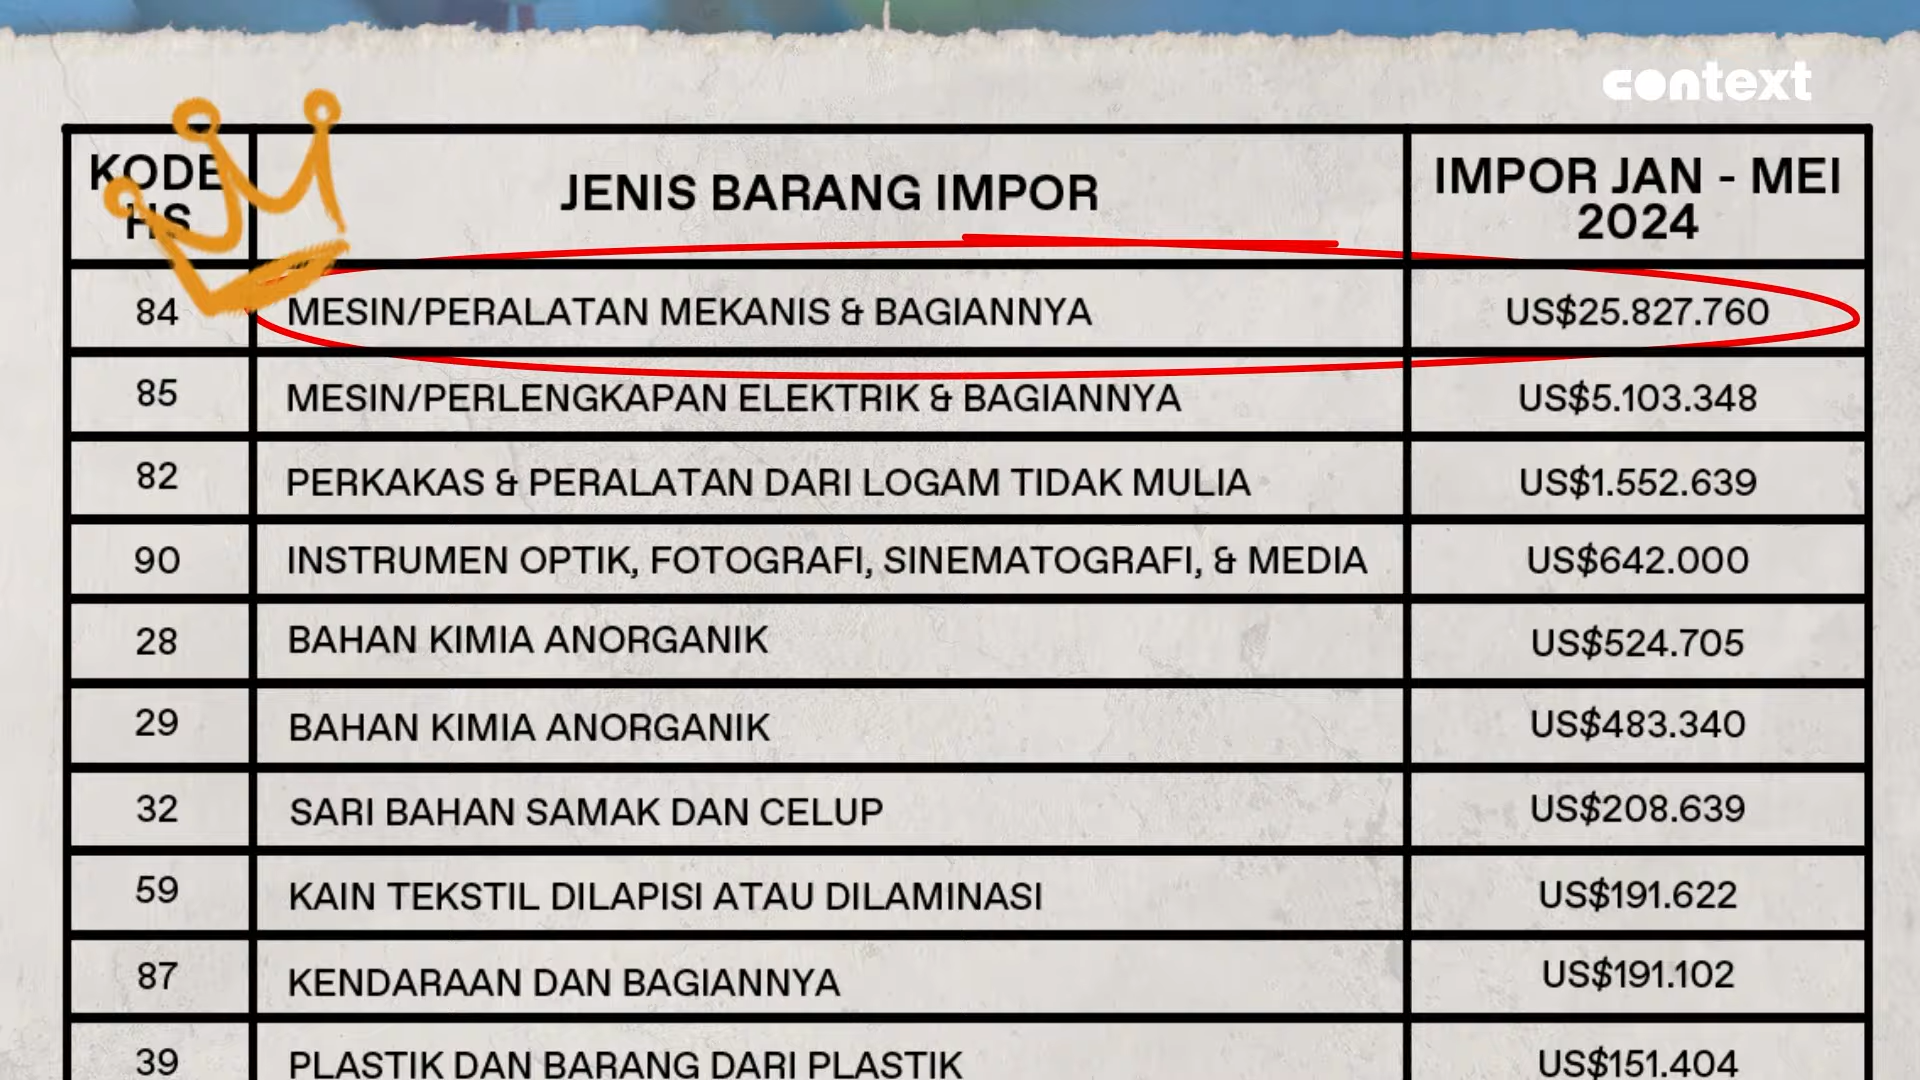 context
KODE HS	JENIS BARANG IMPOR	IMPOR JAN - MEI 2024
84	MESIN/PERALATAN MEKANIS & BAGIANNYA	US$25.827.760
85	MESIN/PERLENGKAPAN ELEKTRIK & BAGIANNYA	US$5.103.348
82	PERKAKAS & PERALATAN DARI LOGAM TIDAK MULIA	US$1.552.639
90	INSTRUMEN OPTIK, FOTOGRAFI, SINEMATOGRAFI, & MEDIA	US$642.000
28	BAHAN KIMIA ANORGANIK	US$524.705
29	BAHAN KIMIA ANORGANIK	US$483.340
32	SARI BAHAN SAMAK DAN CELUP	US$208.639
59	KAIN TEKSTIL DILAPISI ATAU DILAMINASI	US$191.622
87	KENDARAAN DAN BAGIANNYA	US$191.102
39	PLASTIK DAN BARANG DARI PLASTIK	US$151.404